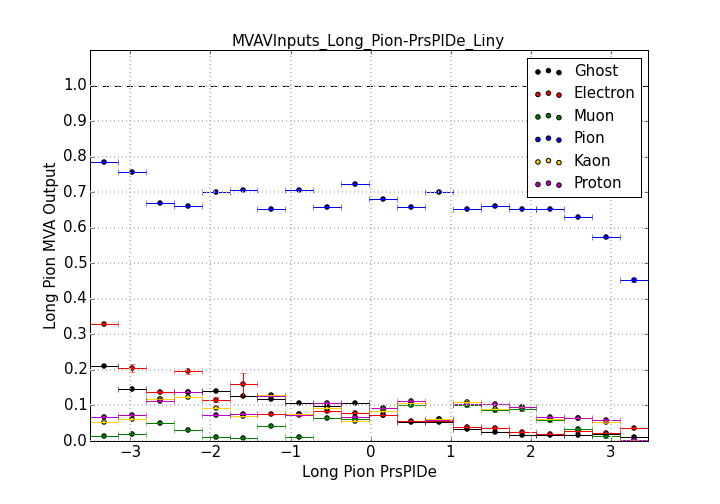 MVAVInputs_Long_Pion-PrsPIDe_Liny
Ghost
Electron
Muon
Pion
Kaon
Proton
1.0
0.9
0.8
0.7
0.6
0.5
0.4
0.3
0.2
0.1
0.0
Long Pion MVA Output
−3 −2 −1 0 1 2 3
Long Pion PrsPIDe